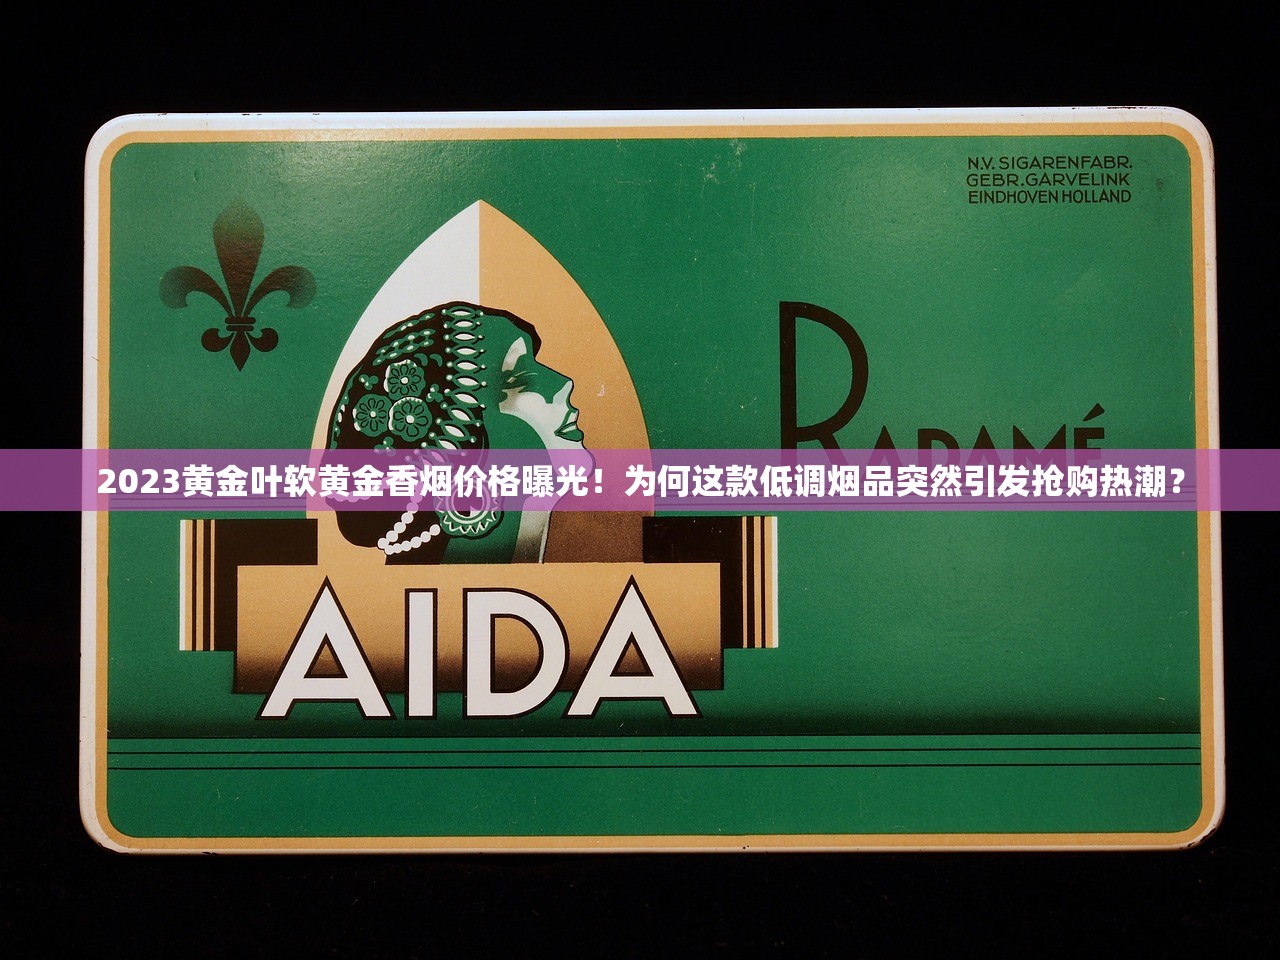 N.V. SIGARENFABR.
GEBR. GARVELINK
EINDHOVEN HOLLAND
RADAMÉ
2023黄金叶软黄金香烟价格曝光！为何这款低调烟品突然引发抢购热潮？
AIDA